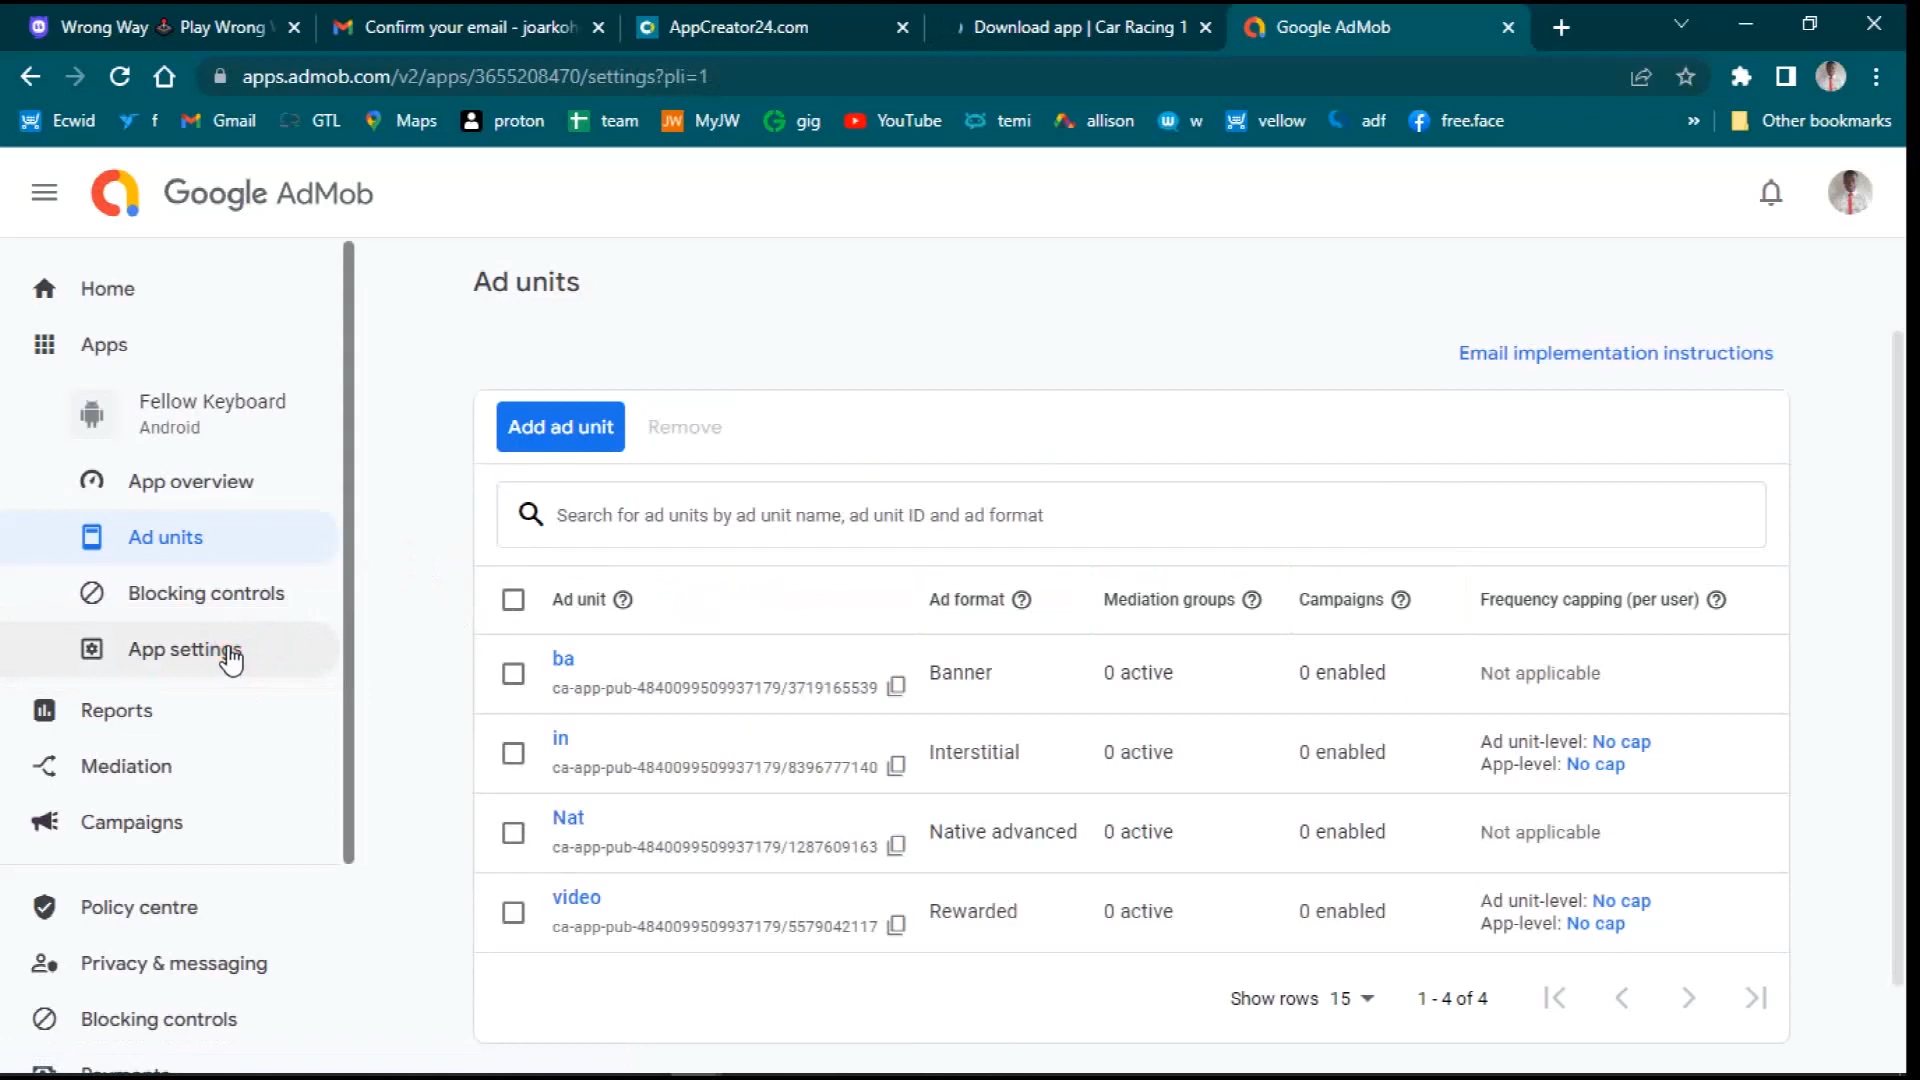 Wrong Way 🕹 Play Wrong
Confirm your email - joarkoh
AppCreator24.com
Download app | Car Racing 1
Google AdMob
apps.admob.com/v2/apps/3655208470/settings?pli=1
Ecwid f Gmail GTL Maps proton team MyJW gig YouTube temi allison w vellow adf free.face » Other bookmarks
Google AdMob
Home
Apps
Fellow Keyboard
Android
App overview
Ad units
Blocking controls
App settings
Reports
Mediation
Campaigns
Policy centre
Privacy & messaging
Blocking controls
Ad units
Email implementation instructions
Add ad unit Remove
Search for ad units by ad unit name, ad unit ID and ad format
Ad unit Ad format Mediation groups Campaigns Frequency capping (per user)
ba
ca-app-pub-4840099509937179/3719165539
Banner 0 active 0 enabled Not applicable
in
ca-app-pub-4840099509937179/8396777140
Interstitial 0 active 0 enabled
Ad unit-level: No cap
App-level: No cap
Nat
ca-app-pub-4840099509937179/1287609163
Native advanced 0 active 0 enabled Not applicable
video
ca-app-pub-4840099509937179/5579042117
Rewarded 0 active 0 enabled
Ad unit-level: No cap
App-level: No cap
Show rows 15 1 - 4 of 4